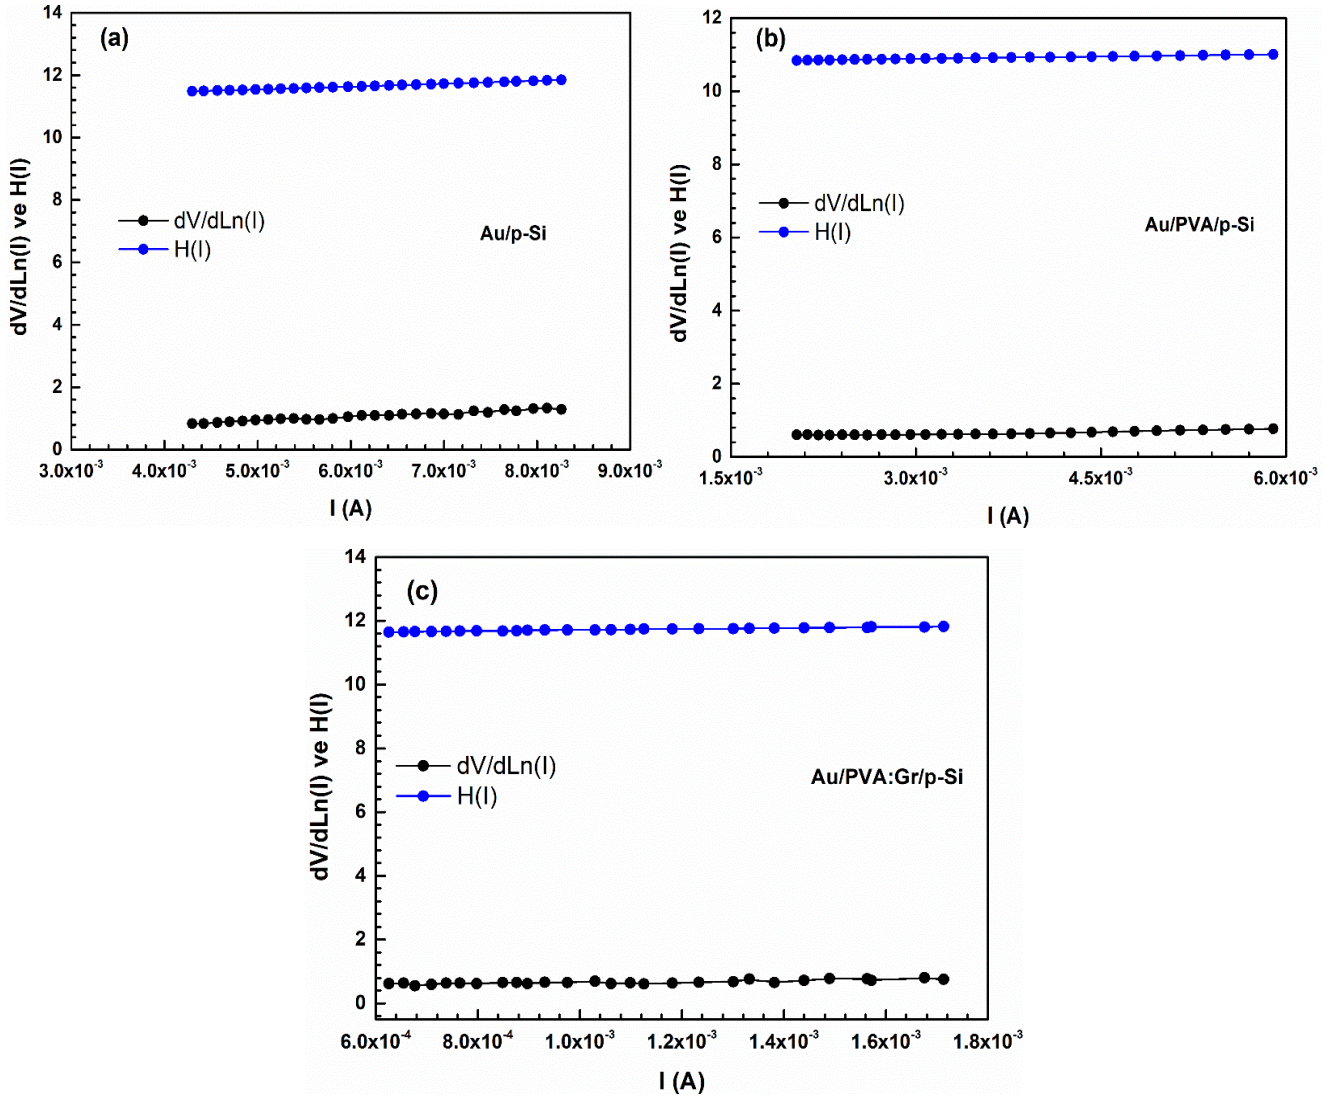 (a)
14
12
10
8
6
4
2
0
dV/dLn(I) ve H(I)
dV/dLn(I)
H(I)
Au/p-Si
3.0x10⁻³ 4.0x10⁻³ 5.0x10⁻³ 6.0x10⁻³ 7.0x10⁻³ 8.0x10⁻³ 9.0x10⁻³
I (A)
(b)
12
10
8
6
4
2
0
dV/dLn(I) ve H(I)
dV/dLn(I)
H(I)
Au/PVA/p-Si
1.5x10⁻³ 3.0x10⁻³ 4.5x10⁻³ 6.0x10⁻³
I (A)
(c)
14
12
10
8
6
4
2
0
dV/dLn(I) ve H(I)
dV/dLn(I)
H(I)
Au/PVA:Gr/p-Si
6.0x10⁻⁴ 8.0x10⁻⁴ 1.0x10⁻³ 1.2x10⁻³ 1.4x10⁻³ 1.6x10⁻³ 1.8x10⁻³
I (A)